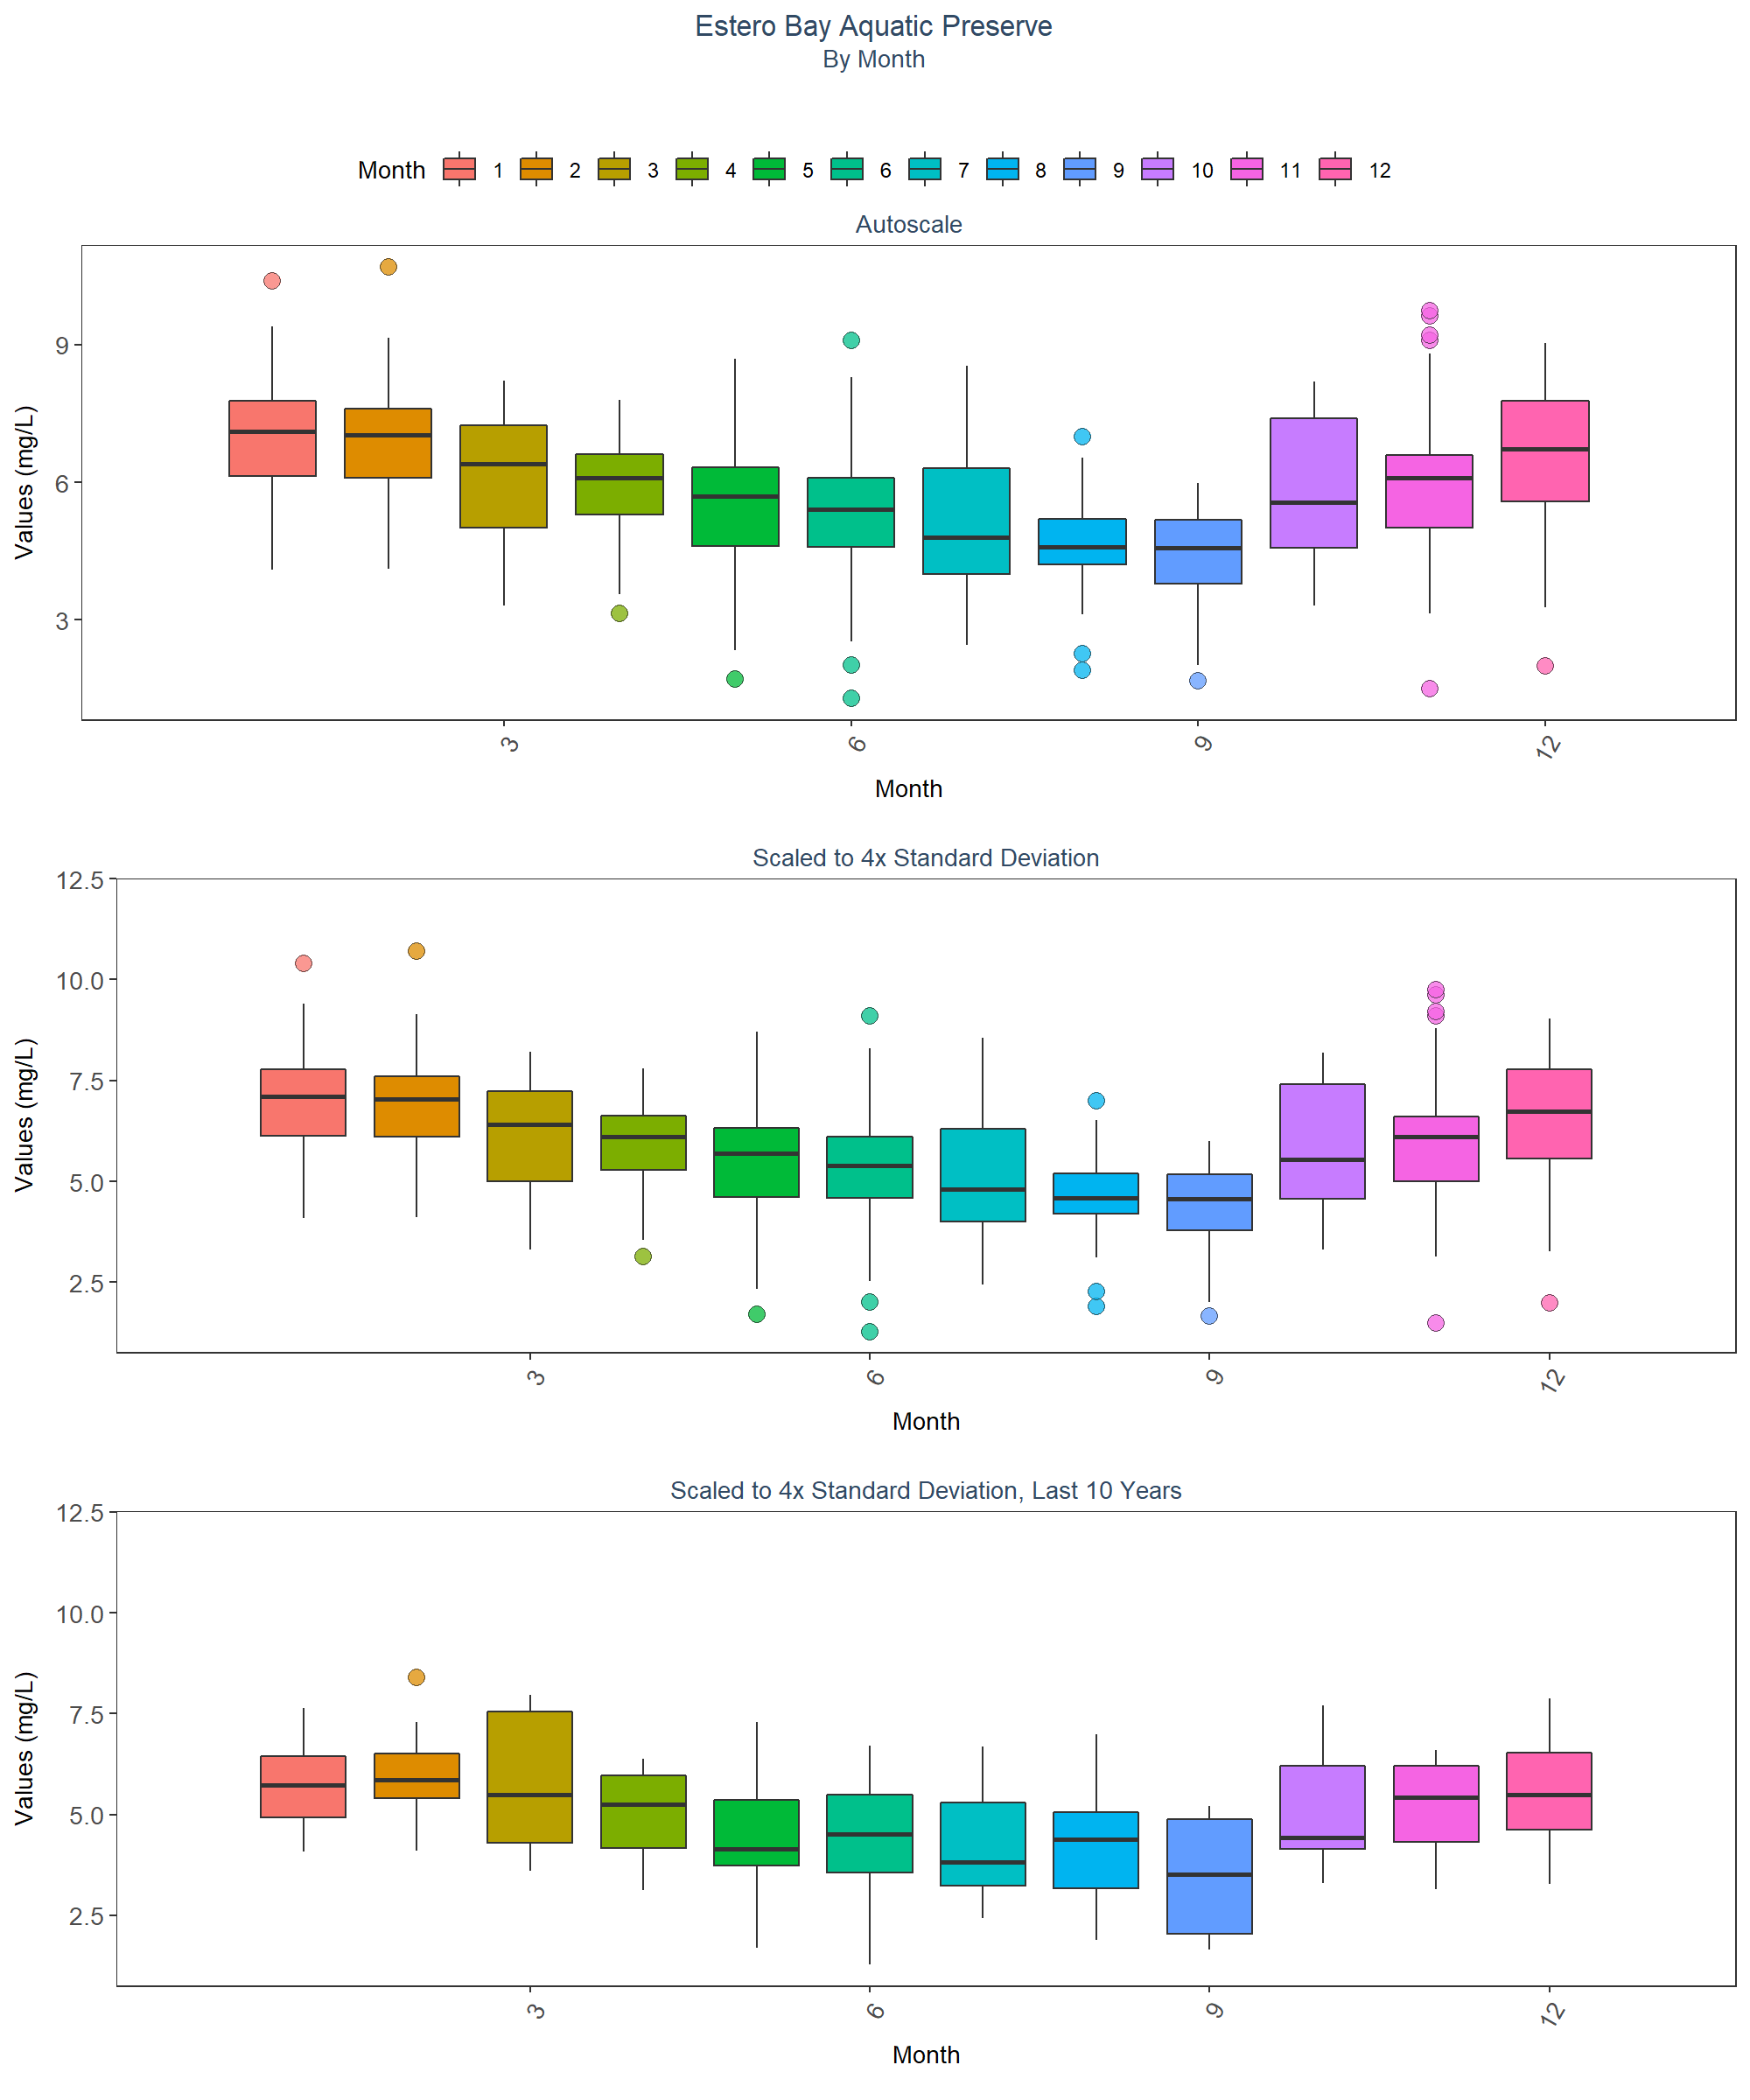 Estero Bay Aquatic Preserve
By Month
Month 1 2 3 4 5 6 7 8 9 10 11 12
Autoscale
Values (mg/L)
9
6
3
3 6 9 12
Month
Scaled to 4x Standard Deviation
Values (mg/L)
12.5
10.0
7.5
5.0
2.5
3 6 9 12
Month
Scaled to 4x Standard Deviation, Last 10 Years
Values (mg/L)
12.5
10.0
7.5
5.0
2.5
3 6 9 12
Month